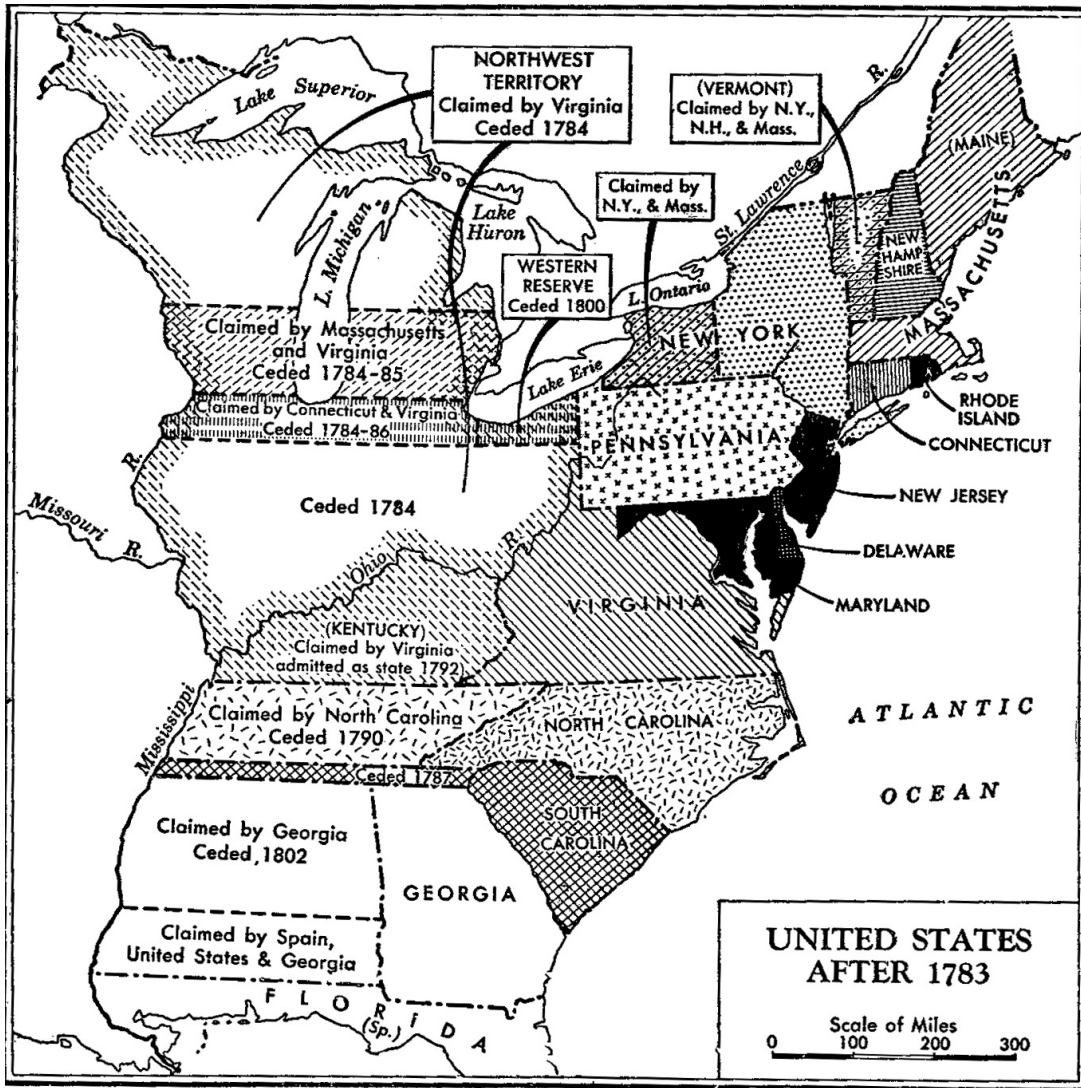 NORTHWEST
TERRITORY
Claimed by Virginia
Ceded 1784
(VERMONT)
Claimed by N.Y.,
N.H., & Mass.
Lake Superior
R.
(MAINE)
Claimed by
N.Y., & Mass.
St. Lawrence
Lake
Huron
L. Michigan
NEW
HAMP
SHIRE
MASSACHUSETTS
WESTERN
RESERVE
Ceded 1800
L. Ontario
NEW YORK
Claimed by Massachusetts
and Virginia
Ceded 1784-85
Lake Erie
Claimed by Connecticut & Virginia
Ceded 1784-86
RHODE
ISLAND
CONNECTICUT
PENNSYLVANIA
R.
Missouri
R.
Ceded 1784
NEW JERSEY
R.
Ohio
DELAWARE
MARYLAND
VIRGINIA
(KENTUCKY)
Claimed by Virginia
admitted as state 1792)
Mississippi
Claimed by North Carolina
Ceded 1790
NORTH CAROLINA
ATLANTIC
OCEAN
Ceded 1787
SOUTH
CAROLINA
Claimed by Georgia
Ceded, 1802
GEORGIA
Claimed by Spain,
United States & Georgia
FLORIDA
(Sp.)
UNITED STATES
AFTER 1783
Scale of Miles
0 100 200 300